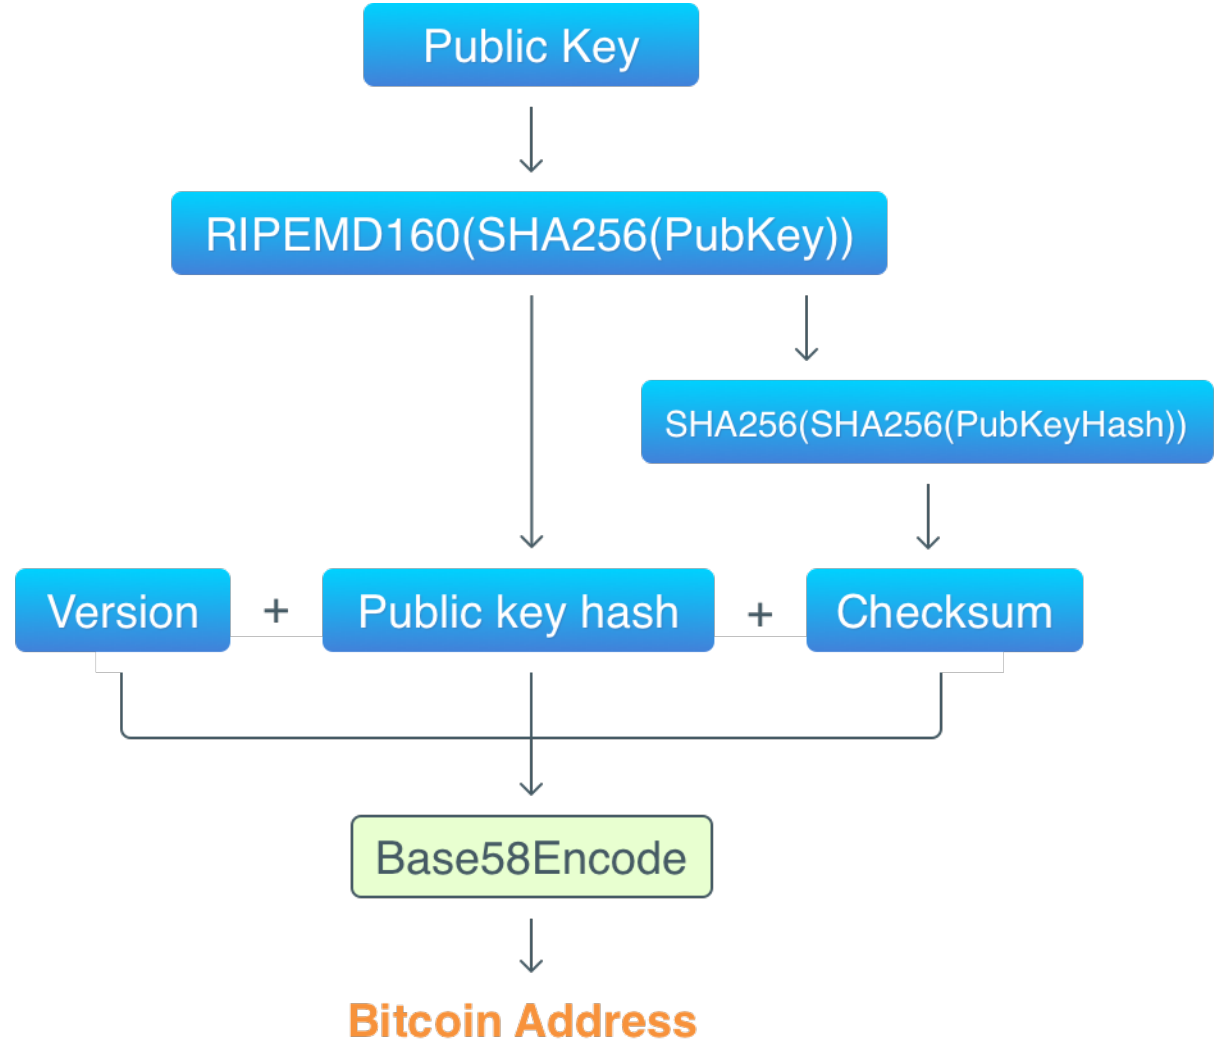 Public Key
RIPEMD160(SHA256(PubKey))
SHA256(SHA256(PubKeyHash))
Version + Public key hash + Checksum
Base58Encode
Bitcoin Address